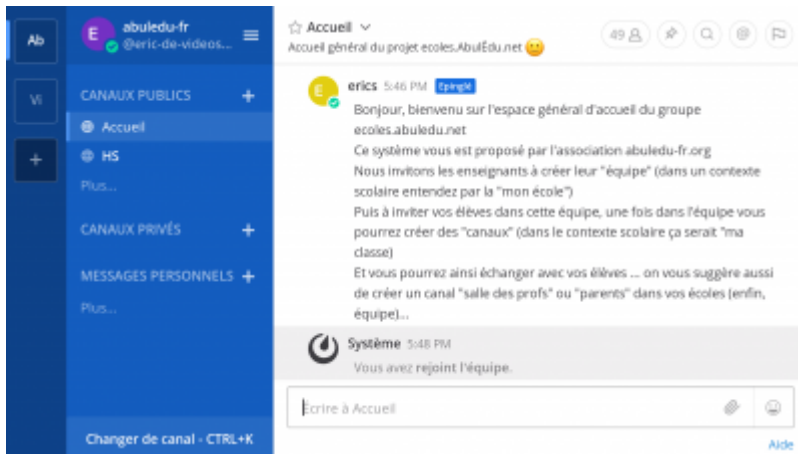 Ab
Vi
+
E
abuledu-fr
@eric-de-videos...
CANAUX PUBLICS +
Accueil
HS
Plus...
CANAUX PRIVÉS +
MESSAGES PERSONNELS +
Plus...
Changer de canal - CTRL+K
Accueil
Accueil général du projet ecoles.AbulÉdu.net
49
@
E
erics 5:46 PM Épinglé
Bonjour, bienvenu sur l'espace général d'accueil du groupe
ecoles.abuledu.net
Ce système vous est proposé par l'association abuledu-fr.org
Nous invitons les enseignants à créer leur "équipe" (dans un contexte
scolaire entendez par la "mon école")
Puis à inviter vos élèves dans cette équipe, une fois dans l'équipe vous
pourrez créer des "canaux" (dans le contexte scolaire ça serait "ma
classe)
Et vous pourrez ainsi échanger avec vos élèves ... on vous suggère aussi
de créer un canal "salle des profs" ou "parents" dans vos écoles (enfin,
équipe)...
Système 5:48 PM
Vous avez rejoint l'équipe.
Écrire à Accueil
Aide